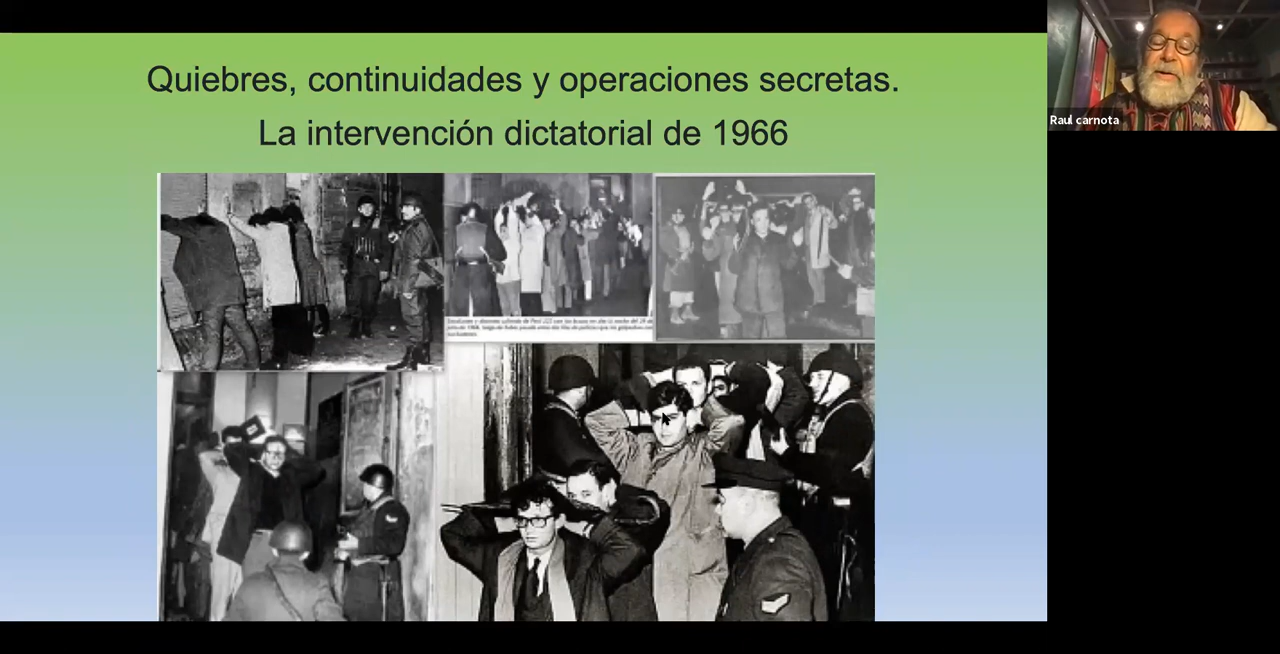 Quiebres, continuidades y operaciones secretas.
La intervención dictatorial de 1966
Raul carnota